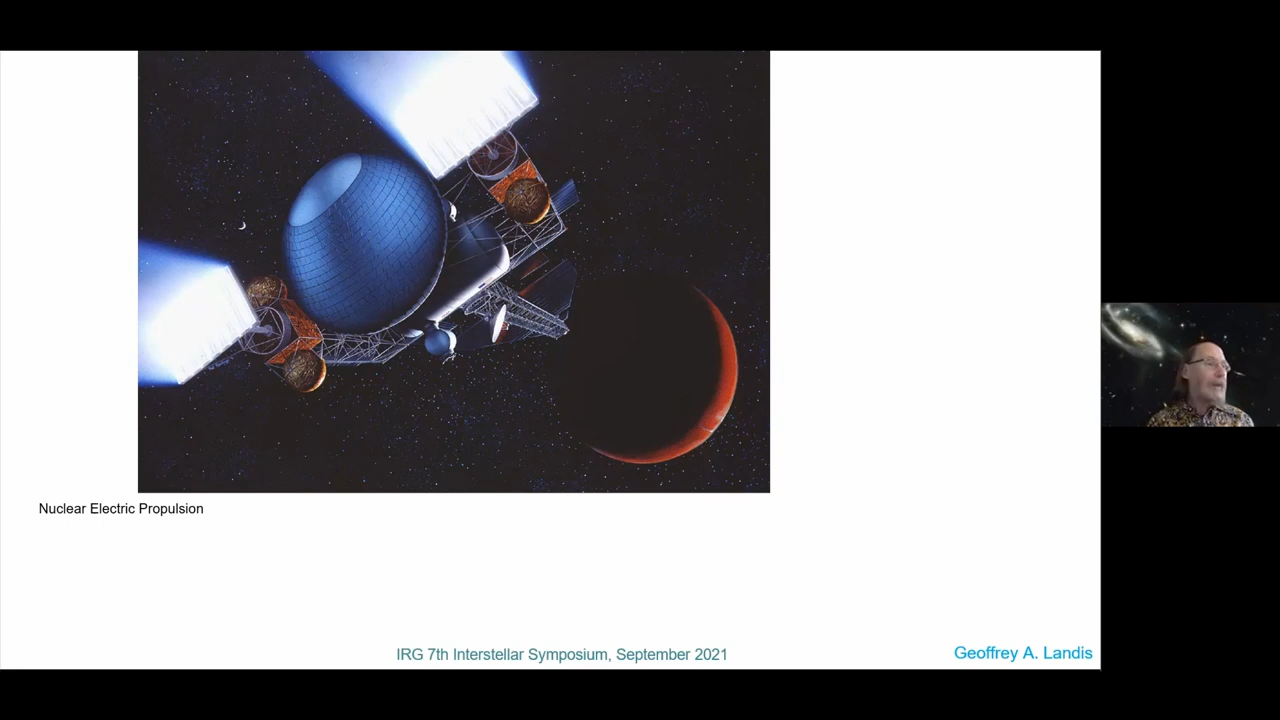 Nuclear Electric Propulsion
IRG 7th Interstellar Symposium, September 2021
Geoffrey A. Landis